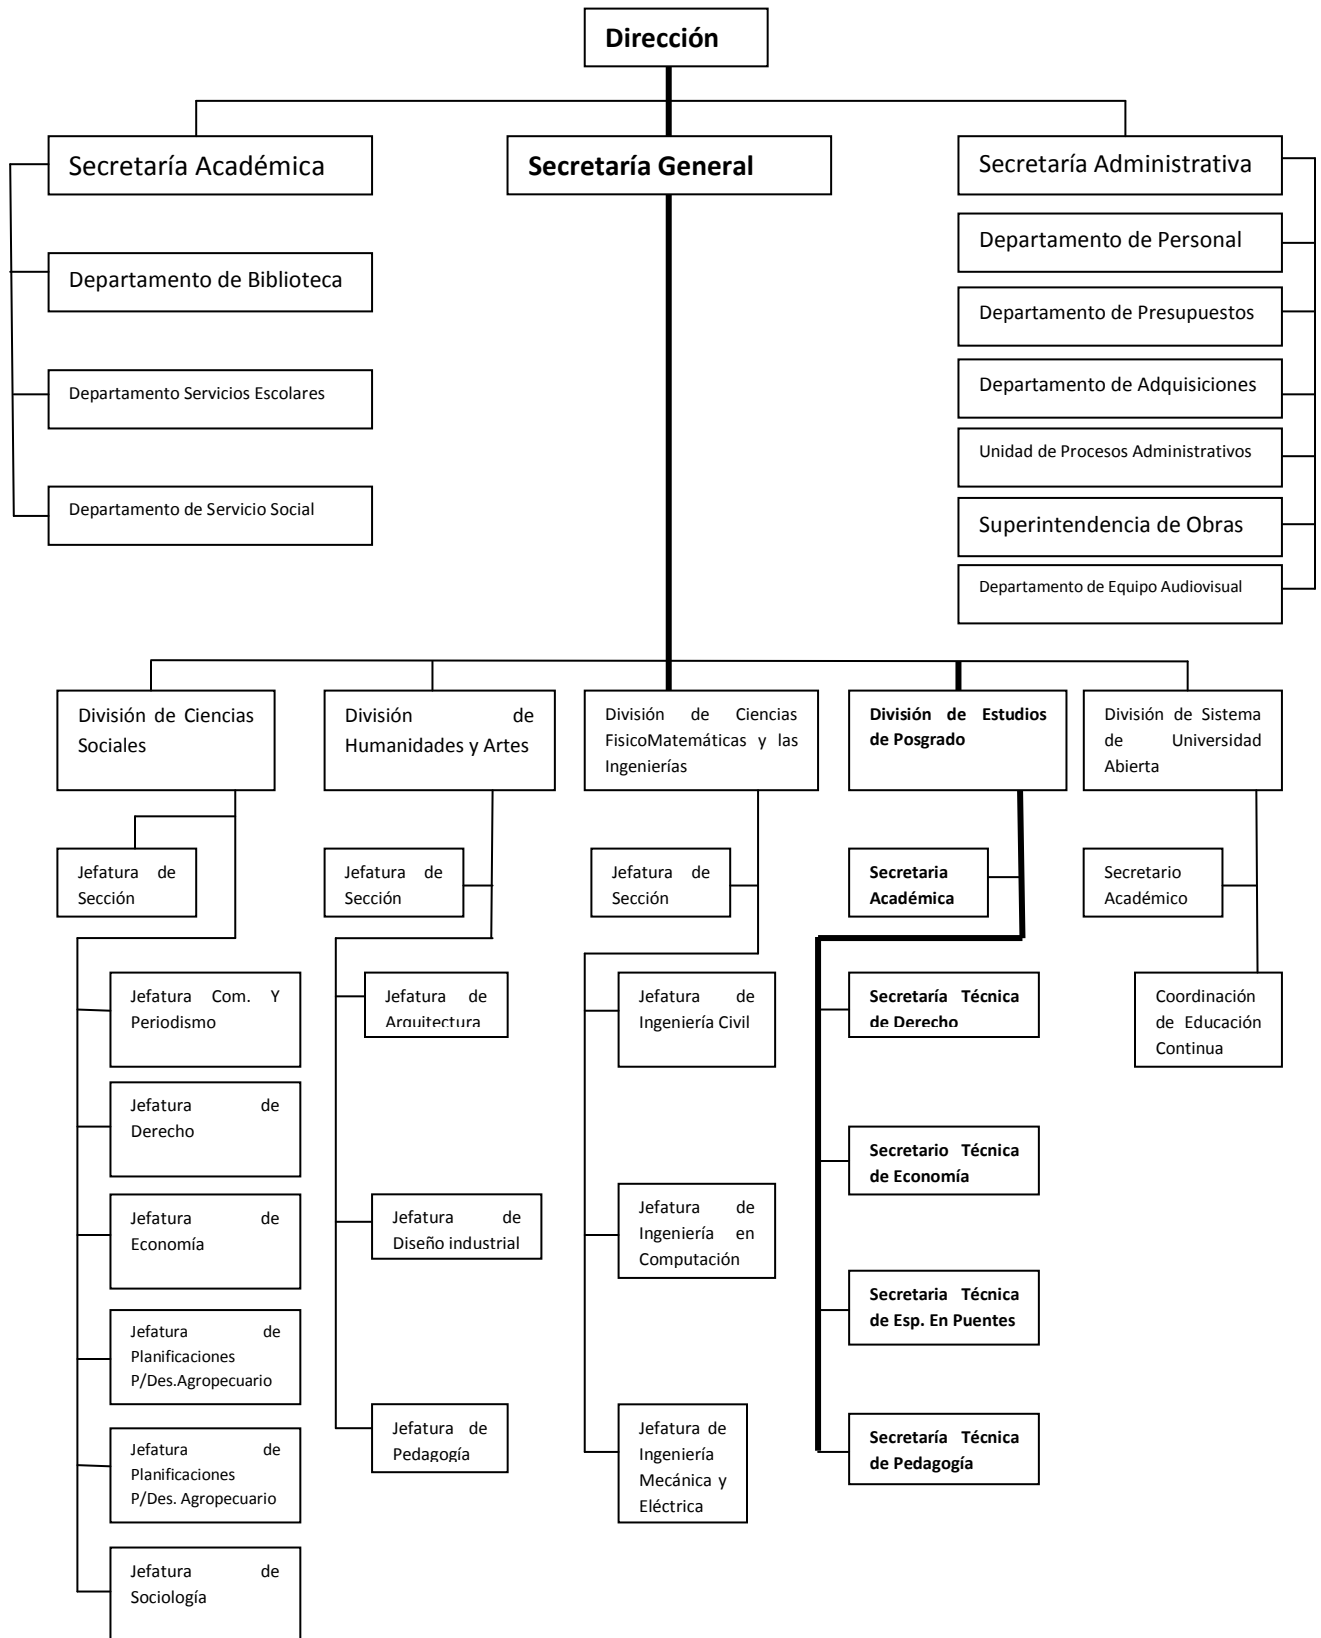 Dirección
Secretaría Académica
Secretaría General
Secretaría Administrativa
Departamento de Biblioteca
Departamento Servicios Escolares
Departamento de Servicio Social
Departamento de Personal
Departamento de Presupuestos
Departamento de Adquisiciones
Unidad de Procesos Administrativos
Superintendencia de Obras
Departamento de Equipo Audiovisual
División de Ciencias
Sociales
Jefatura de
Sección
Jefatura Com. Y
Periodismo
Jefatura de
Derecho
Jefatura de
Economía
Jefatura de
Planificaciones
P/Des.Agropecuario
Jefatura de
Planificaciones
P/Des. Agropecuario
Jefatura de
Sociología
División de
Humanidades y Artes
Jefatura de
Sección
Jefatura de
Arquitectura
Jefatura de
Diseño industrial
Jefatura de
Pedagogía
División de Ciencias
FisicoMatemáticas y las
Ingenierías
Jefatura de
Sección
Jefatura de
Ingeniería Civil
Jefatura de
Ingeniería en
Computación
Jefatura de
Ingeniería
Mecánica y
Eléctrica
División de Estudios
de Posgrado
Secretaria
Académica
Secretaría Técnica
de Derecho
Secretario Técnica
de Economía
Secretaria Técnica
de Esp. En Puentes
Secretaría Técnica
de Pedagogía
División de Sistema
de Universidad
Abierta
Secretario
Académico
Coordinación
de Educación
Continua